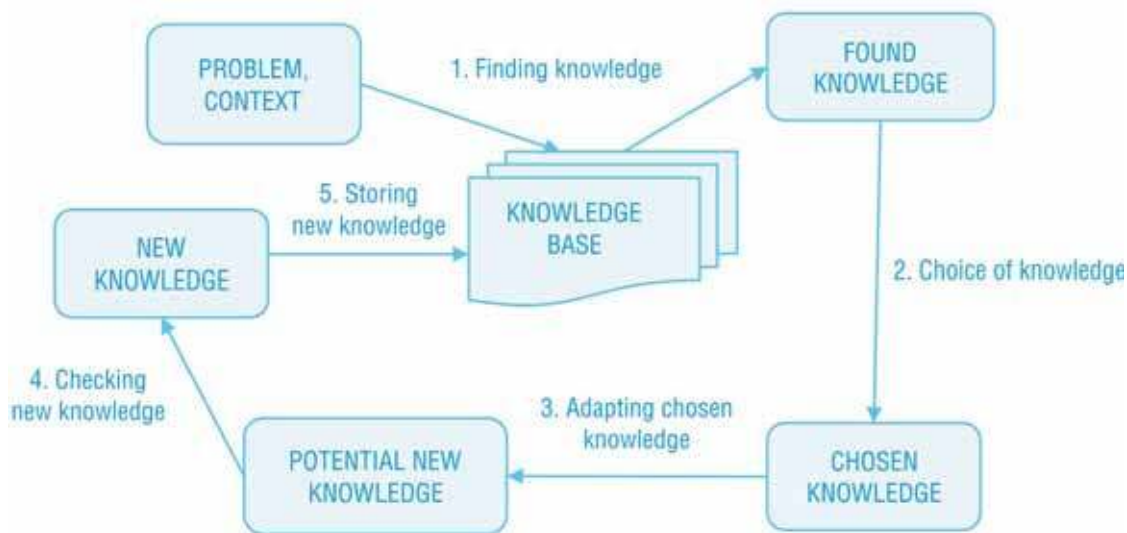 PROBLEM,
CONTEXT
1. Finding knowledge
FOUND
KNOWLEDGE
5. Storing
new knowledge
KNOWLEDGE
BASE
NEW
KNOWLEDGE
2. Choice of knowledge
4. Checking
new knowledge
3. Adapting chosen
knowledge
POTENTIAL NEW
KNOWLEDGE
CHOSEN
KNOWLEDGE